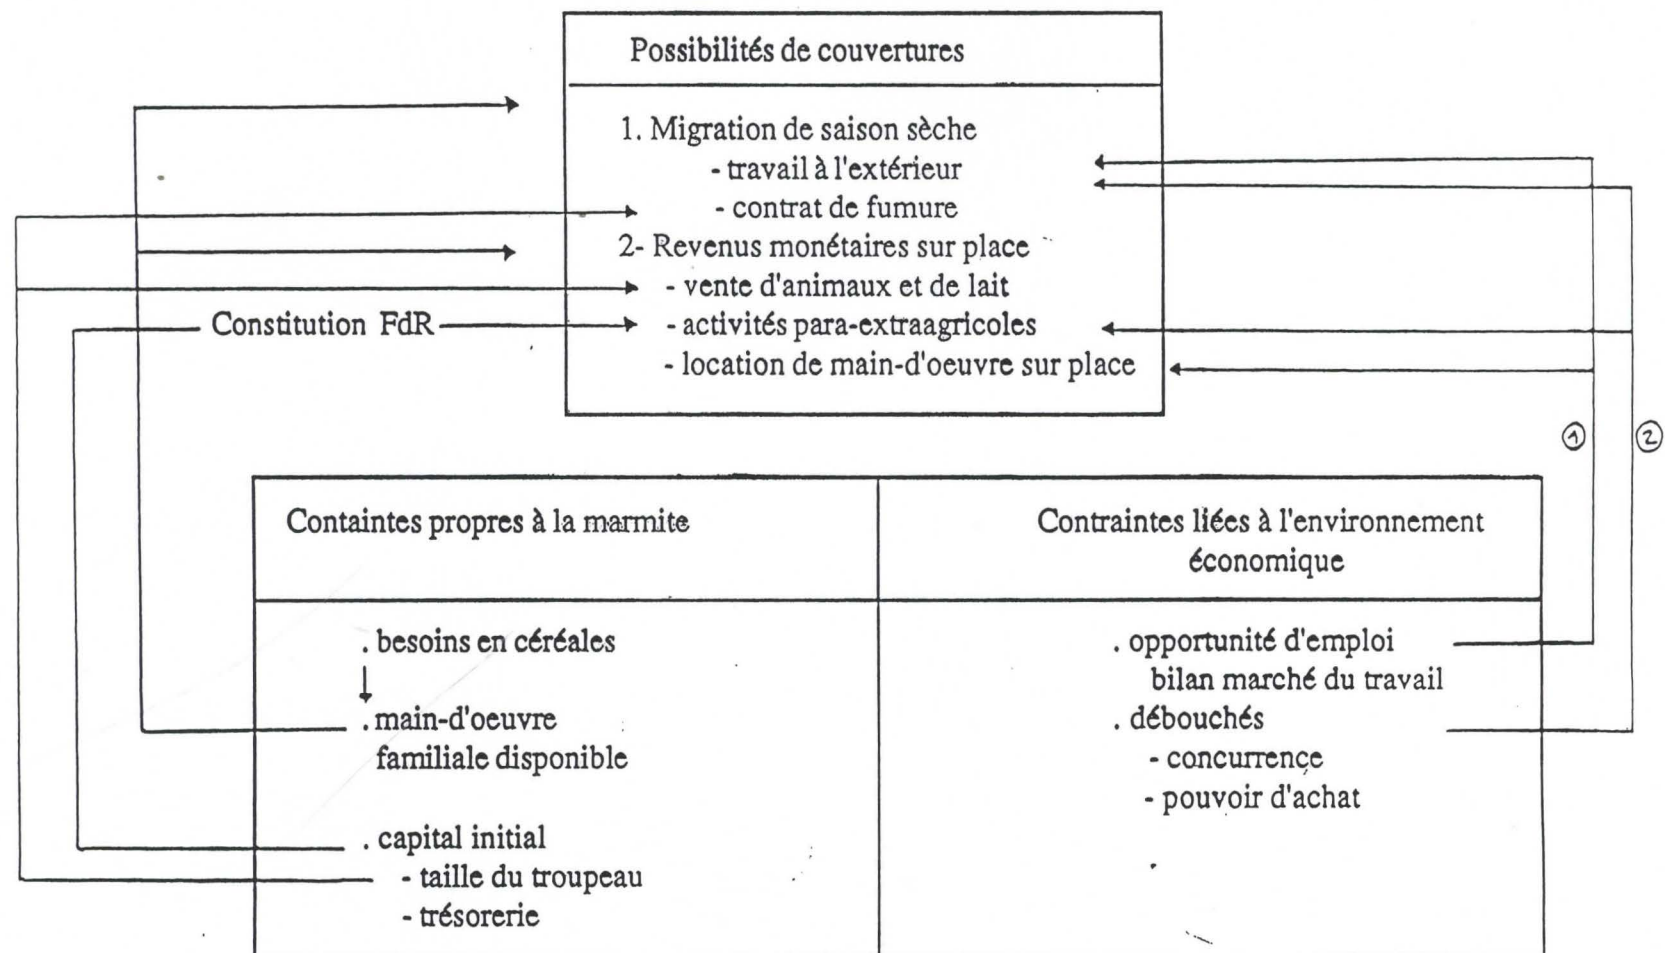 Possibilités de couvertures
1. Migration de saison sèche
- travail à l'extérieur
- contrat de fumure
2- Revenus monétaires sur place
- vente d'animaux et de lait
Constitution FdR
- activités para-extraagricoles
- location de main-d'oeuvre sur place
① ②
Containtes propres à la marmite
. besoins en céréales
. main-d'oeuvre
familiale disponible
. capital initial
- taille du troupeau
- trésorerie
Contraintes liées à l'environnement
économique
. opportunité d'emploi
bilan marché du travail
. débouchés
- concurrence
- pouvoir d'achat